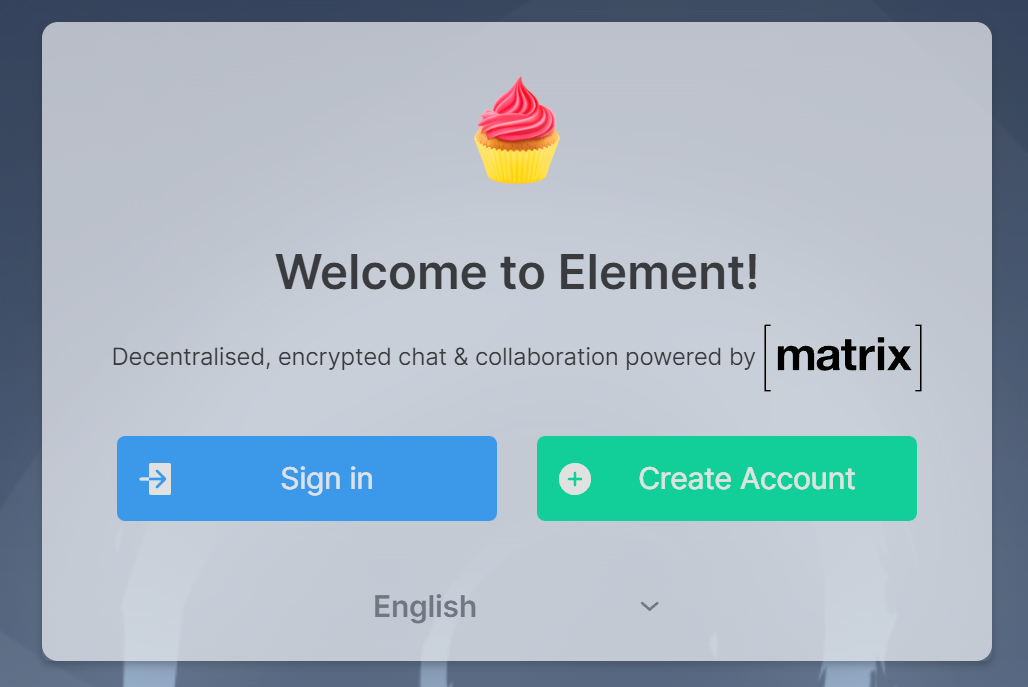 Welcome to Element!
Decentralised, encrypted chat & collaboration powered by [matrix]
Sign in
Create Account
English